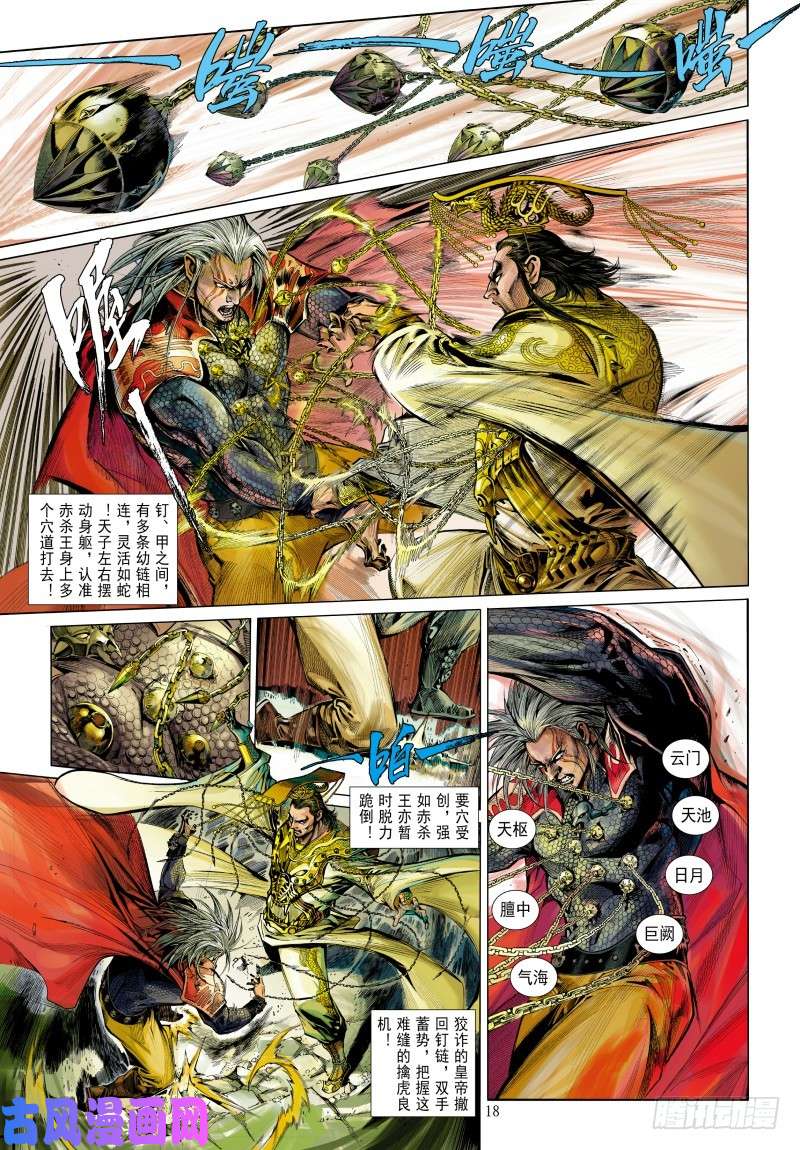 嗤
嗤
嗤
喔
钉、甲之间，
有多条幼链相
连，灵活如蛇
！天子左右摆
动身躯，认准
赤杀王身上多
个穴道打去！
云门
天池
天枢
日月
膻中
巨阙
气海
啪
要穴受
创，强
如赤杀
王亦暂
时脱力
跪倒！
狡诈的皇帝撤
回钉链，双手
蓄势，把握这
难缝的擒虎良
机！
18
古风漫画网
腾讯动漫